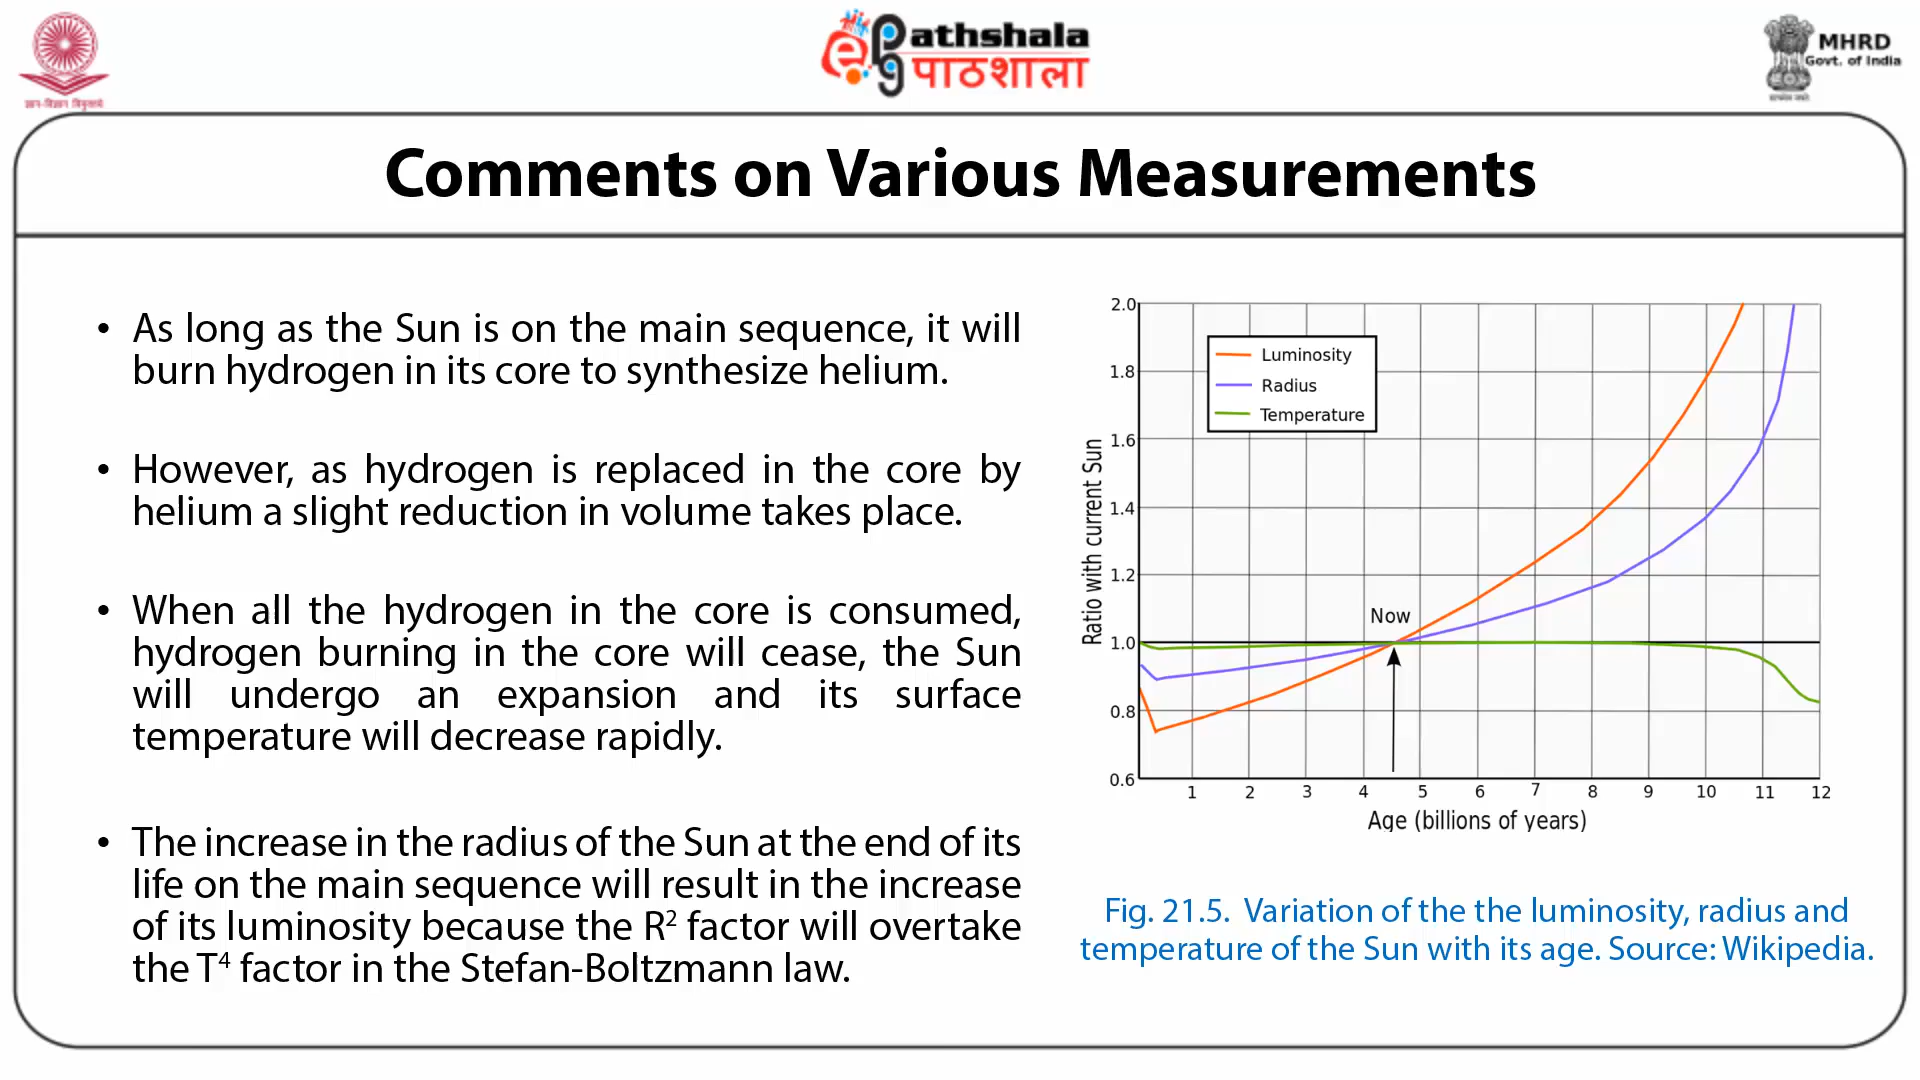 ज्ञान-विज्ञान विमुक्तये
ePG Pathshala
पाठशाला
MHRD
Govt. of India
सत्यमेव जयते
Comments on Various Measurements
• As long as the Sun is on the main sequence, it will
burn hydrogen in its core to synthesize helium.
• However, as hydrogen is replaced in the core by
helium a slight reduction in volume takes place.
• When all the hydrogen in the core is consumed,
hydrogen burning in the core will cease, the Sun
will undergo an expansion and its surface
temperature will decrease rapidly.
• The increase in the radius of the Sun at the end of its
life on the main sequence will result in the increase
of its luminosity because the R² factor will overtake
the T⁴ factor in the Stefan-Boltzmann law.
2.0
1.8
1.6
1.4
1.2
1.0
0.8
0.6
Ratio with current Sun
Luminosity
Radius
Temperature
Now
1 2 3 4 5 6 7 8 9 10 11 12
Age (billions of years)
Fig. 21.5. Variation of the the luminosity, radius and
temperature of the Sun with its age. Source: Wikipedia.